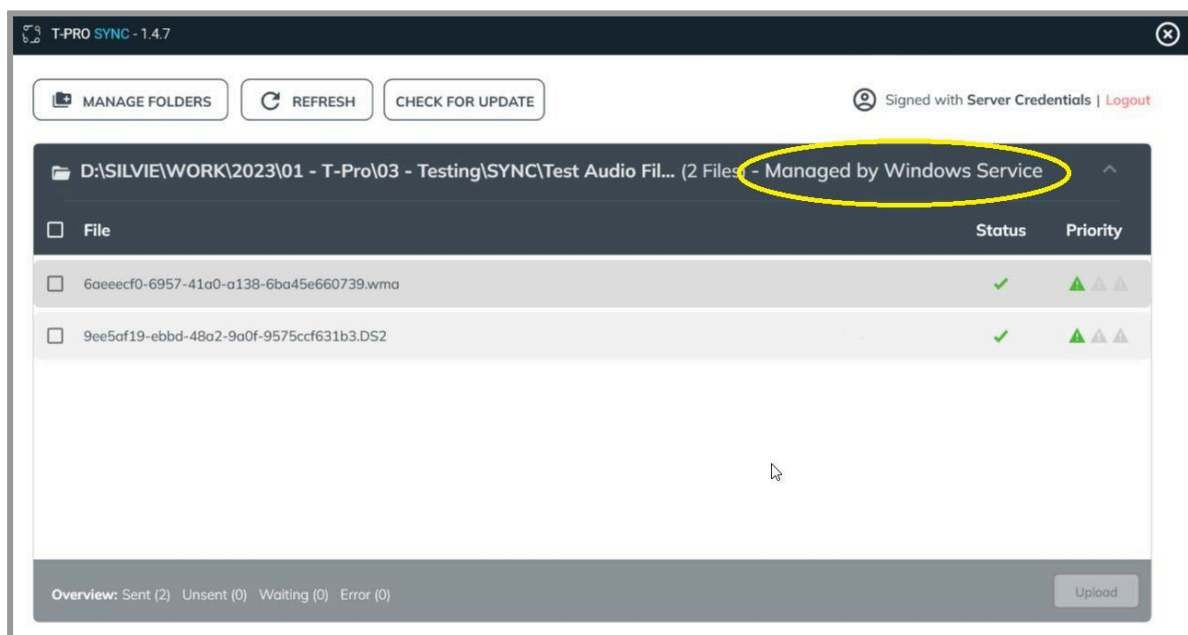 T-PRO SYNC - 1.4.7
MANAGE FOLDERS REFRESH CHECK FOR UPDATE Signed with Server Credentials | Logout
D:\SILVIE\WORK\2023\01 - T-Pro\03 - Testing\SYNC\Test Audio Fil... (2 Files) - Managed by Windows Service
File Status Priority
6aeeecf0-6957-41a0-a138-6ba45e660739.wma
9ee5af19-ebbd-48a2-9a0f-9575ccf631b3.DS2
Overview: Sent (2) Unsent (0) Waiting (0) Error (0) Upload